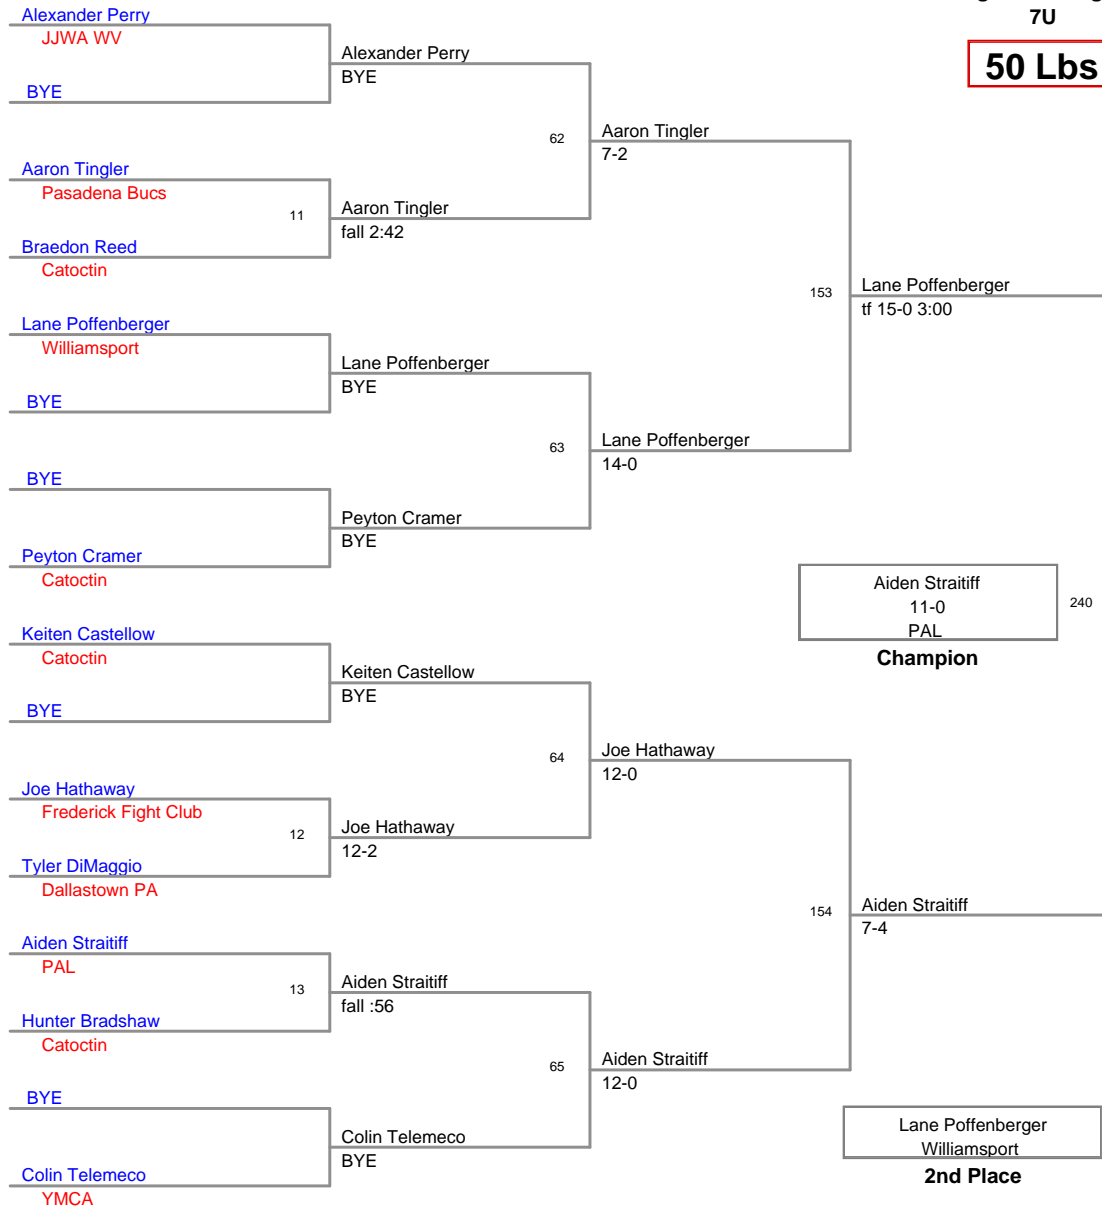 7U
50 Lbs
Alexander Perry
JJWA WV
BYE
Aaron Tingler
Pasadena Bucs
11
Braedon Reed
Catoctin
Lane Poffenberger
Williamsport
BYE
BYE
Peyton Cramer
Catoctin
Keiten Castellow
Catoctin
BYE
Joe Hathaway
Frederick Fight Club
12
Tyler DiMaggio
Dallastown PA
Aiden Straitiff
PAL
13
Hunter Bradshaw
Catoctin
BYE
Colin Telemeco
YMCA
Alexander Perry
BYE
62
Aaron Tingler
fall 2:42
Lane Poffenberger
BYE
63
Peyton Cramer
BYE
Keiten Castellow
BYE
64
Joe Hathaway
12-2
Aiden Straitiff
fall :56
65
Colin Telemeco
BYE
Aaron Tingler
7-2
153
Lane Poffenberger
14-0
Joe Hathaway
12-0
154
Aiden Straitiff
12-0
Lane Poffenberger
tf 15-0 3:00
Aiden Straitiff
11-0
PAL
240
Champion
Aiden Straitiff
7-4
Lane Poffenberger
Williamsport
2nd Place